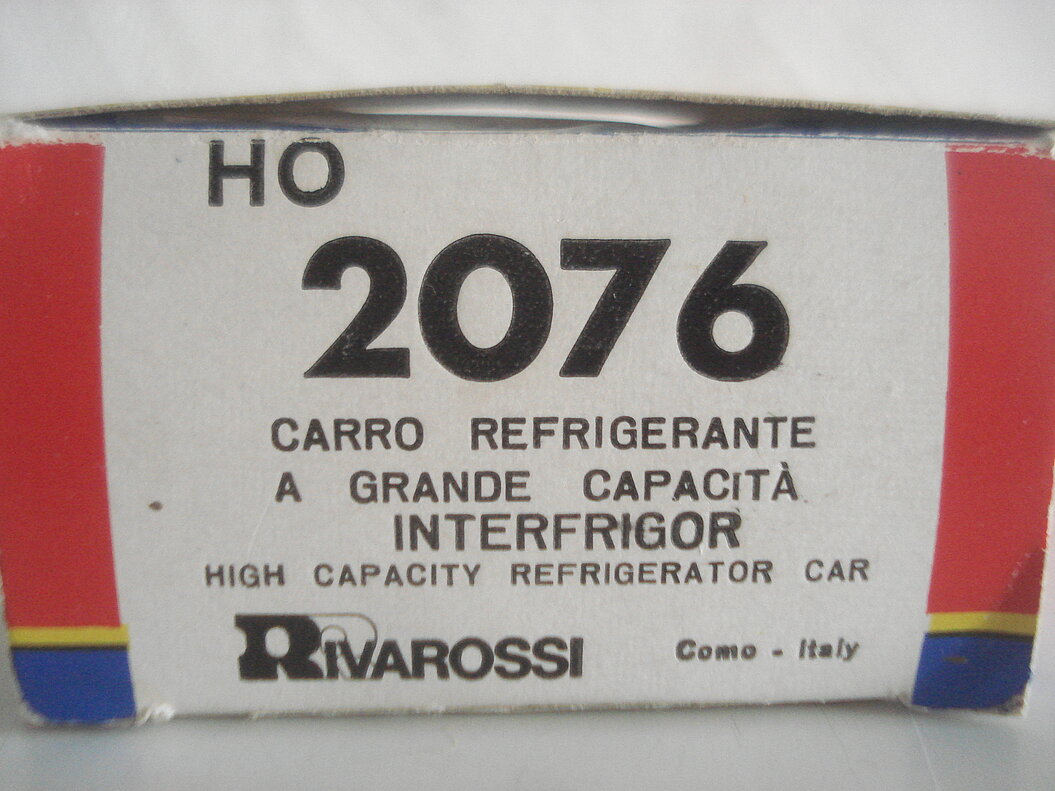 HO
2076
CARRO REFRIGERANTE
A GRANDE CAPACITÀ
INTERFRIGOR
HIGH CAPACITY REFRIGERATOR CAR
RIVAROSSI Como - Italy